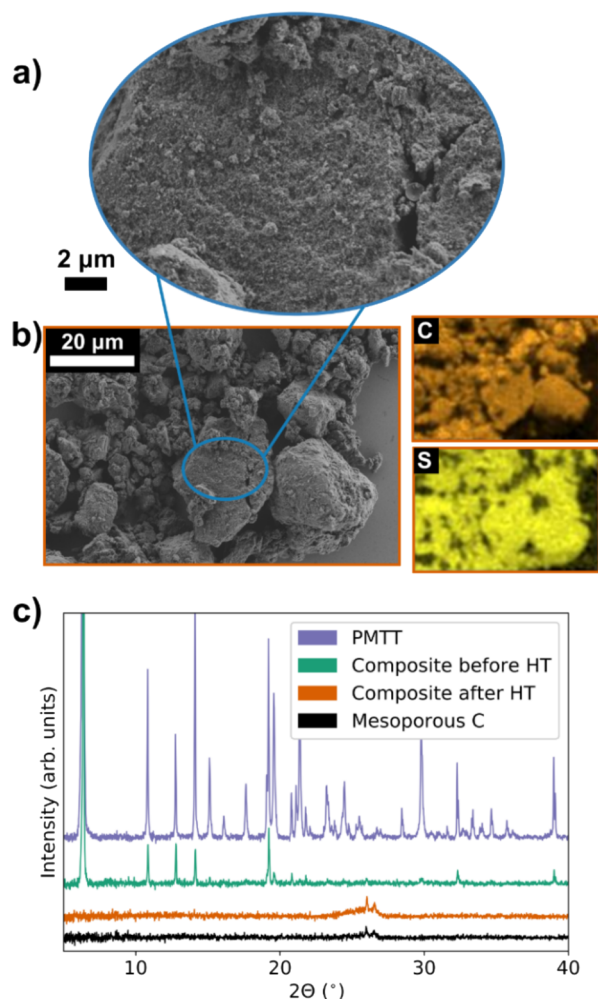 a)
2 µm
b)
20 µm
C
S
c)
PMTT
Composite before HT
Composite after HT
Mesoporous C
Intensity (arb. units)
10
20
30
40
2Θ (°)